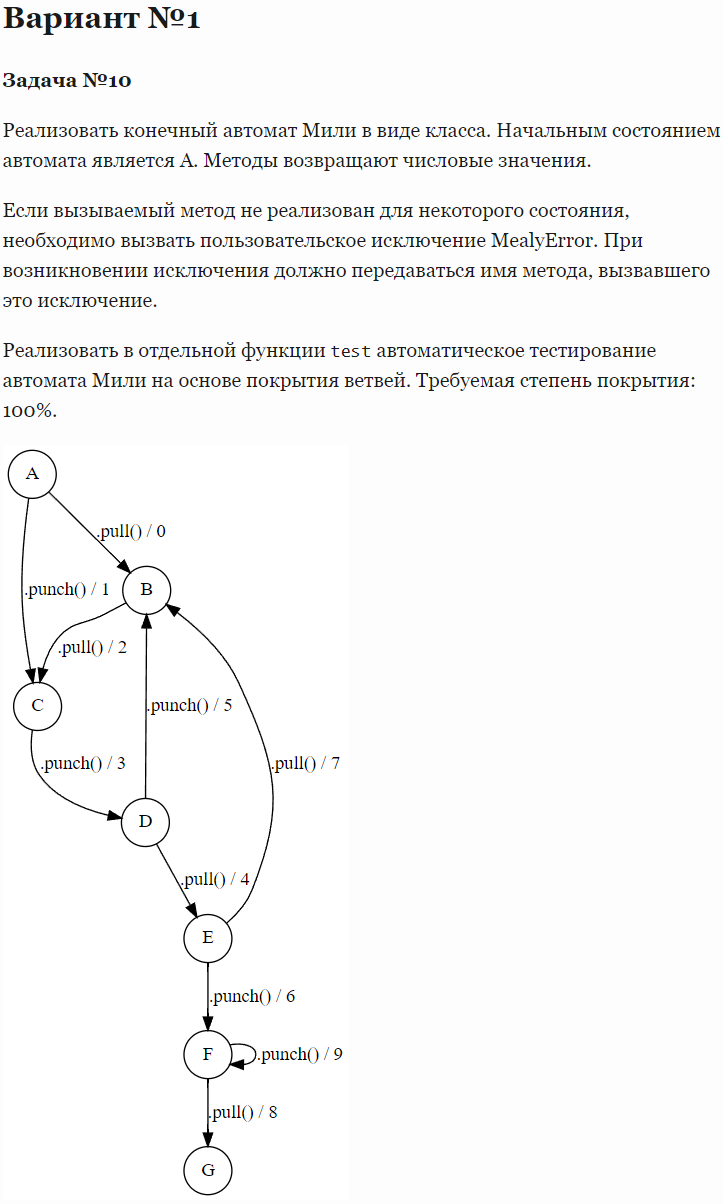 Вариант №1
Задача №10
Реализовать конечный автомат Мили в виде класса. Начальным состоянием
автомата является A. Методы возвращают числовые значения.
Если вызываемый метод не реализован для некоторого состояния,
необходимо вызвать пользовательское исключение MealyError. При
возникновении исключения должно передаваться имя метода, вызвавшего
это исключение.
Реализовать в отдельной функции test автоматическое тестирование
автомата Мили на основе покрытия ветвей. Требуемая степень покрытия:
100%.
A
.pull() / 0
.punch() / 1
B
.pull() / 2
C
.punch() / 5
.punch() / 3
.pull() / 7
D
.pull() / 4
E
.punch() / 6
F
.punch() / 9
.pull() / 8
G